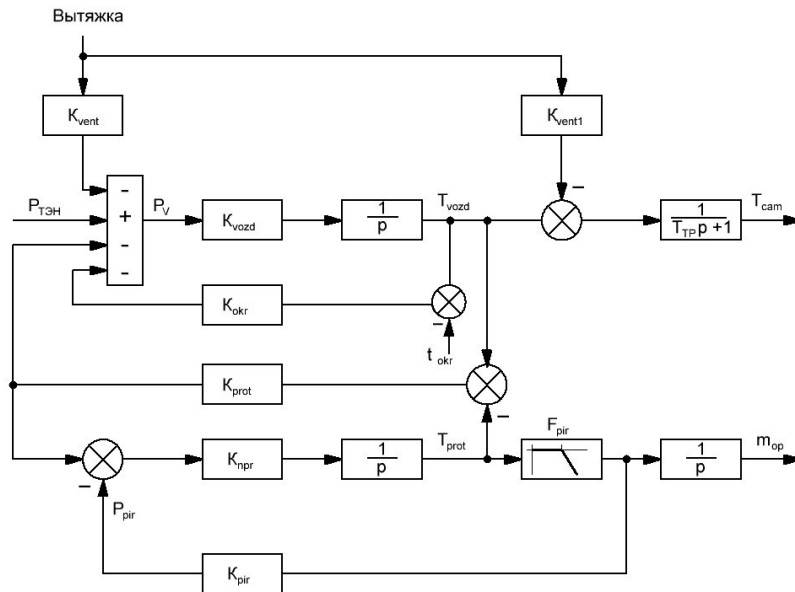 Вытяжка
K_vent
K_vent1
-
-
P_ТЭН
+
P_V
K_vozd
1/p
T_vozd
1/(T_TP p +1)
T_cam
-
-
K_okr
-
t_okr
K_prot
-
K_npr
1/p
T_prot
F_pir
1/p
m_op
-
P_pir
K_pir